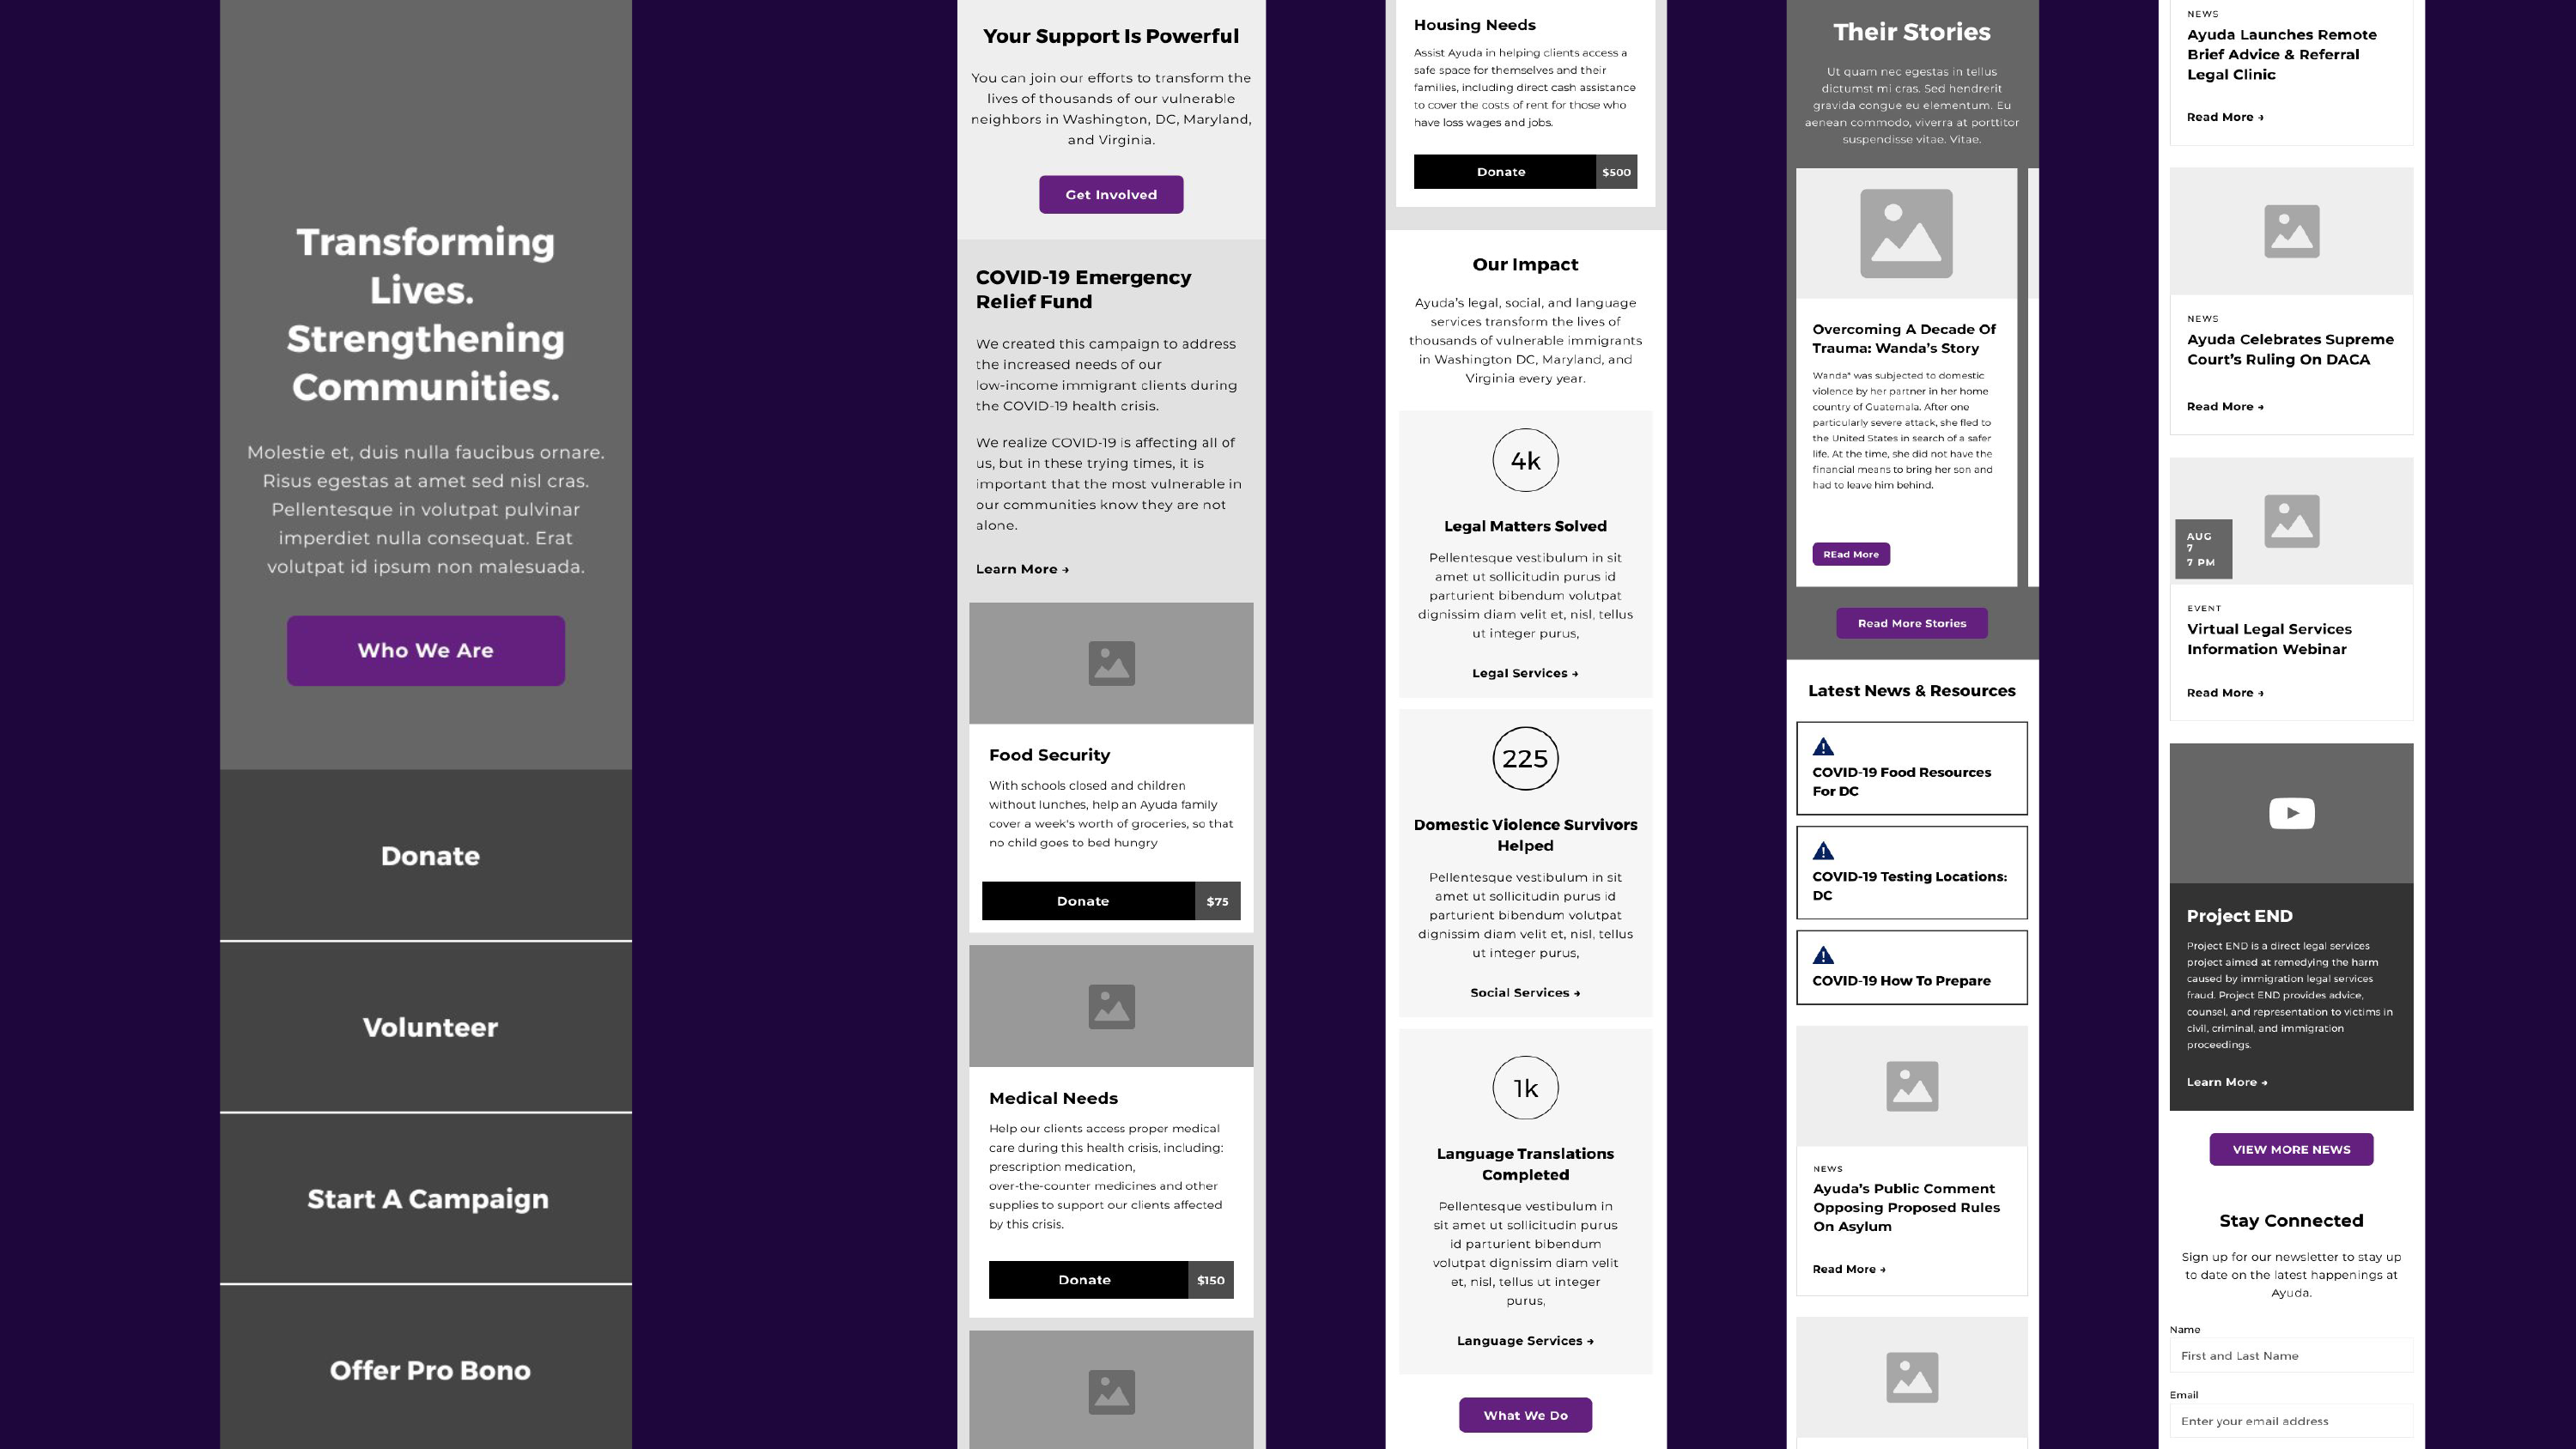 Transforming
Lives.
Strengthening
Communities.
Molestie et, duis nulla faucibus ornare.
Risus egestas at amet sed nisl cras.
Pellentesque in volutpat pulvinar
imperdiet nulla consequat. Erat
volutpat id ipsum non malesuada.
Who We Are
Donate
Volunteer
Start A Campaign
Offer Pro Bono
Your Support Is Powerful
You can join our efforts to transform the
lives of thousands of our vulnerable
neighbors in Washington, DC, Maryland,
and Virginia.
Get Involved
COVID-19 Emergency
Relief Fund
We created this campaign to address
the increased needs of our
low-income immigrant clients during
the COVID-19 health crisis.
We realize COVID-19 is affecting all of
us, but in these trying times, it is
important that the most vulnerable in
our communities know they are not
alone.
Learn More →
Food Security
With schools closed and children
without lunches, help an Ayuda family
cover a week's worth of groceries, so that
no child goes to bed hungry
Donate $75
Medical Needs
Help our clients access proper medical
care during this health crisis, including:
prescription medication,
over-the-counter medicines and other
supplies to support our clients affected
by this crisis.
Donate $150
Housing Needs
Assist Ayuda in helping clients access a
safe space for themselves and their
families, including direct cash assistance
to cover the costs of rent for those who
have loss wages and jobs.
Donate $500
Our Impact
Ayuda's legal, social, and language
services transform the lives of
thousands of vulnerable immigrants
in Washington DC, Maryland, and
Virginia every year.
4k
Legal Matters Solved
Pellentesque vestibulum in sit
amet ut sollicitudin purus id
parturient bibendum volutpat
dignissim diam velit et, nisl, tellus
ut integer purus,
Legal Services →
225
Domestic Violence Survivors
Helped
Pellentesque vestibulum in sit
amet ut sollicitudin purus id
parturient bibendum volutpat
dignissim diam velit et, nisl, tellus
ut integer purus,
Social Services →
1k
Language Translations
Completed
Pellentesque vestibulum in
sit amet ut sollicitudin purus
id parturient bibendum
volutpat dignissim diam velit
et, nisl, tellus ut integer
purus,
Language Services →
What We Do
Their Stories
Ut quam nec egestas in tellus
dictumst mi cras. Sed hendrerit
gravida congue eu elementum. Eu
aenean commodo, viverra at porttitor
suspendisse vitae. Vitae.
Overcoming A Decade Of
Trauma: Wanda's Story
Wanda* was subjected to domestic
violence by her partner in her home
country of Guatemala. After one
particularly severe attack, she fled to
the United States in search of a safer
life. At the time, she did not have the
financial means to bring her son and
had to leave him behind.
REad More
Read More Stories
Latest News & Resources
COVID-19 Food Resources
For DC
COVID-19 Testing Locations:
DC
COVID-19 How To Prepare
NEWS
Ayuda's Public Comment
Opposing Proposed Rules
On Asylum
Read More →
NEWS
Ayuda Launches Remote
Brief Advice & Referral
Legal Clinic
Read More →
NEWS
Ayuda Celebrates Supreme
Court's Ruling On DACA
Read More →
AUG
7
7 PM
EVENT
Virtual Legal Services
Information Webinar
Read More →
Project END
Project END is a direct legal services
project aimed at remedying the harm
caused by immigration legal services
fraud. Project END provides advice,
counsel, and representation to victims in
civil, criminal, and immigration
proceedings.
Learn More →
VIEW MORE NEWS
Stay Connected
Sign up for our newsletter to stay up
to date on the latest happenings at
Ayuda.
Name
First and Last Name
Email
Enter your email address